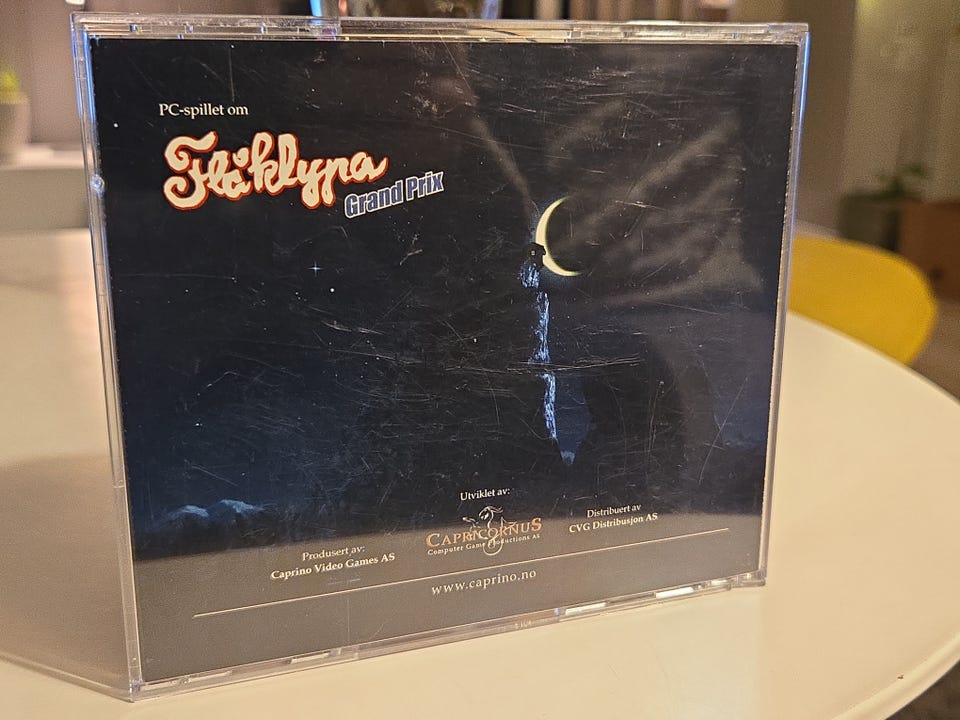 PC-spillet om
Flåklypa
Grand Prix
Utviklet av:
CAPRICORNUS
Computer Game Productions AS
Produsert av:
Caprino Video Games AS
Distribuert av
CVG Distribusjon AS
www.caprino.no